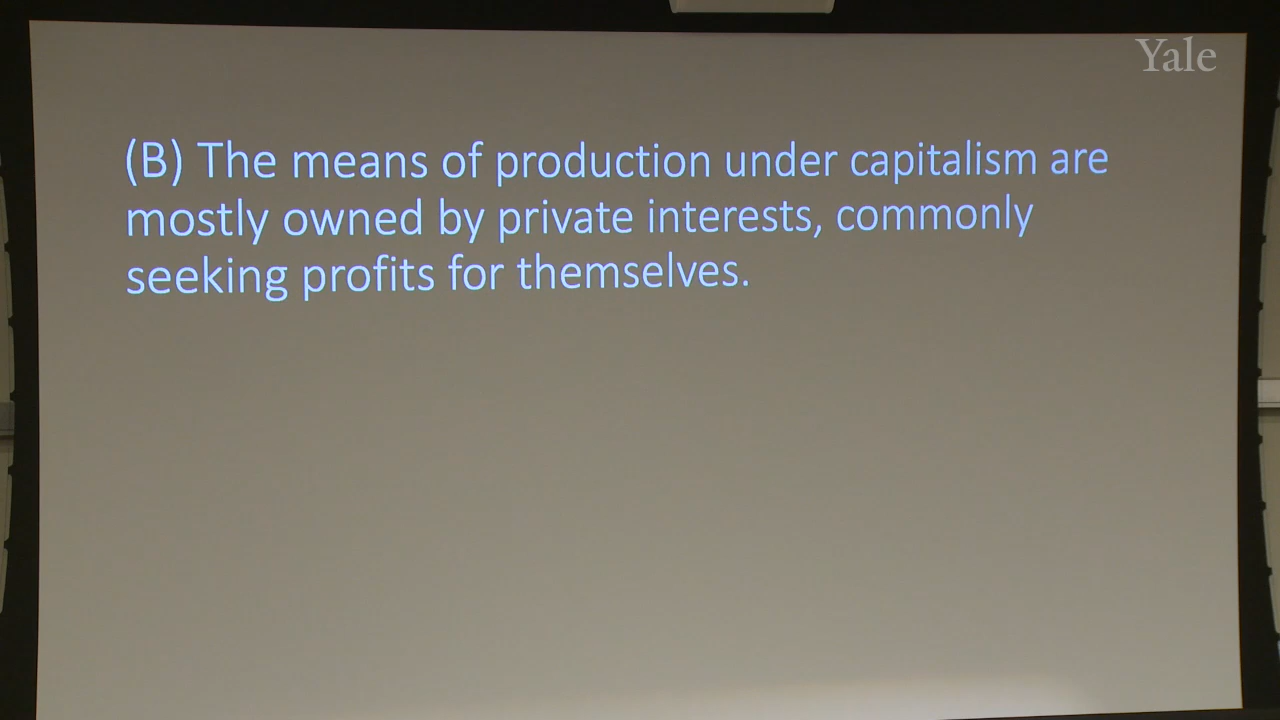 Yale
(B) The means of production under capitalism are
mostly owned by private interests, commonly
seeking profits for themselves.